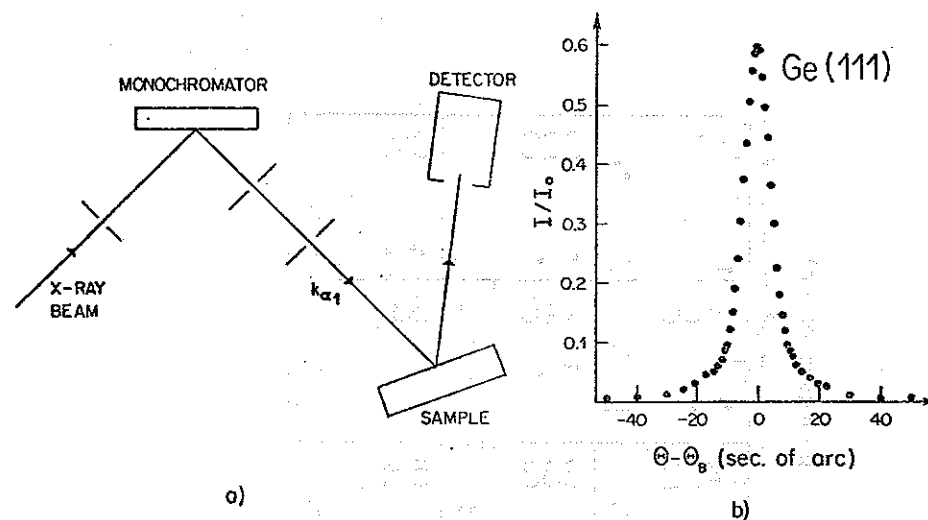 MONOCHROMATOR
DETECTOR
X-RAY
BEAM
kα1
SAMPLE
a)
Ge (111)
I/I₀
0.6
0.5
0.4
0.3
0.2
0.1
-40
-20
0
20
40
Θ-Θ_B (sec. of arc)
b)